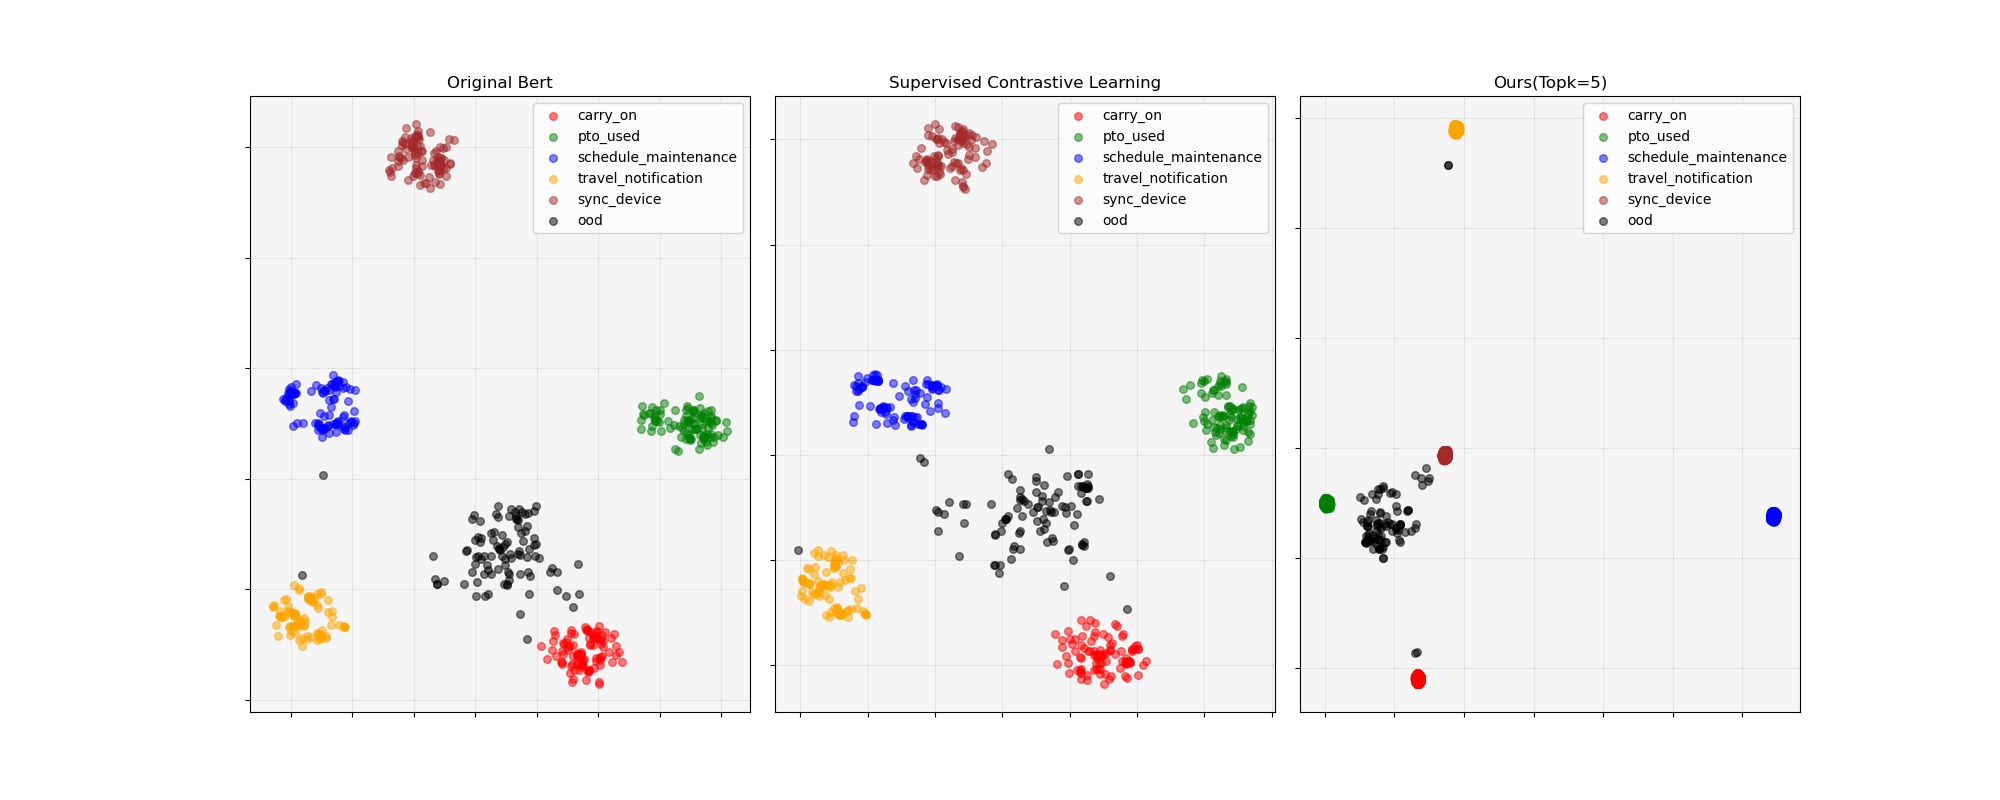 Original Bert
carry_on
pto_used
schedule_maintenance
travel_notification
sync_device
ood
Supervised Contrastive Learning
carry_on
pto_used
schedule_maintenance
travel_notification
sync_device
ood
Ours(Topk=5)
carry_on
pto_used
schedule_maintenance
travel_notification
sync_device
ood